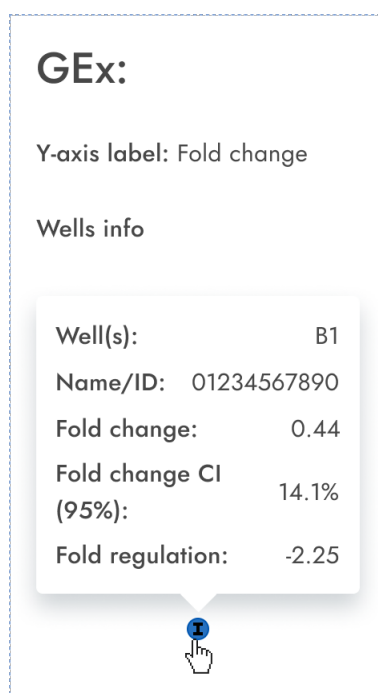 GEx:
Y-axis label: Fold change
Wells info
Well(s): B1
Name/ID: 01234567890
Fold change: 0.44
Fold change CI
(95%): 14.1%
Fold regulation: -2.25
I